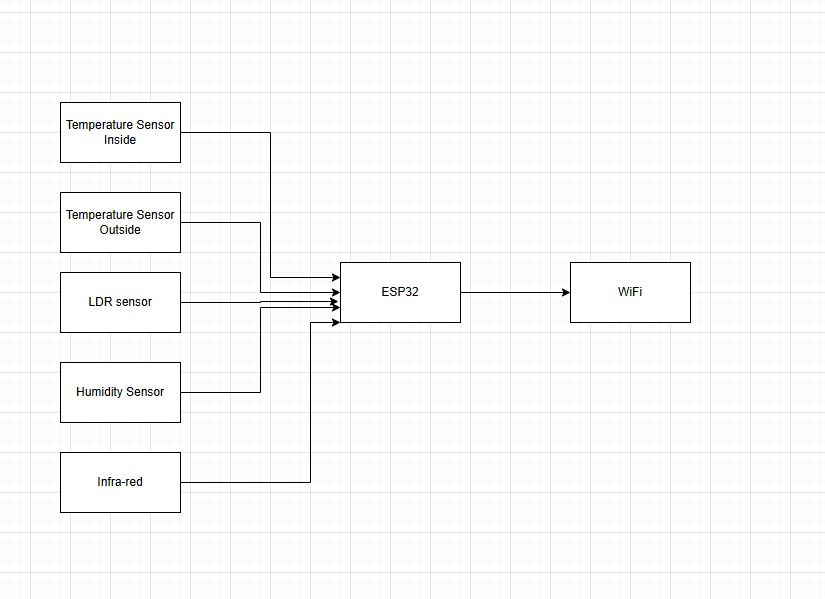 Temperature Sensor
Inside
Temperature Sensor
Outside
LDR sensor
Humidity Sensor
Infra-red
ESP32
WiFi